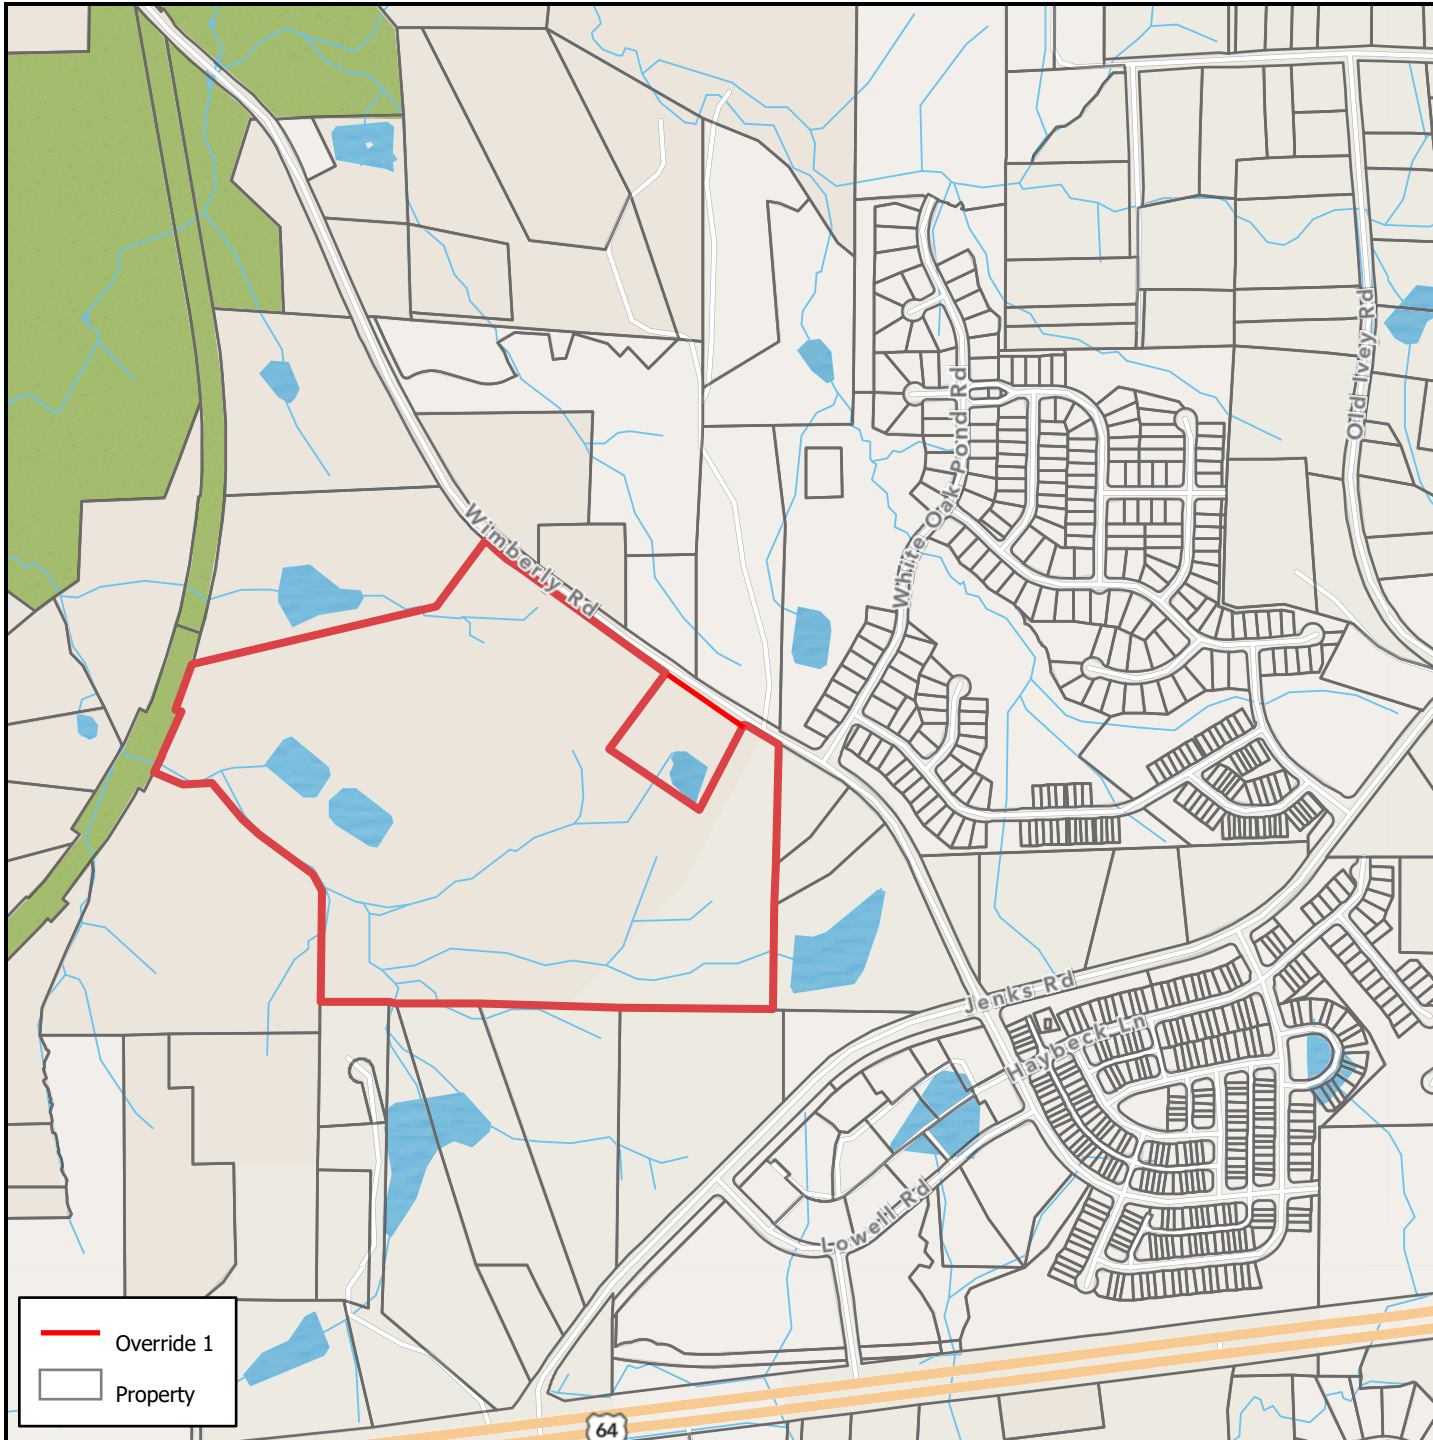 Wimberly Rd
White Oak Pond Rd
Old Ivey Rd
Jenks Rd
Haybeck Ln
Lowell Rd
Override 1
Property
64